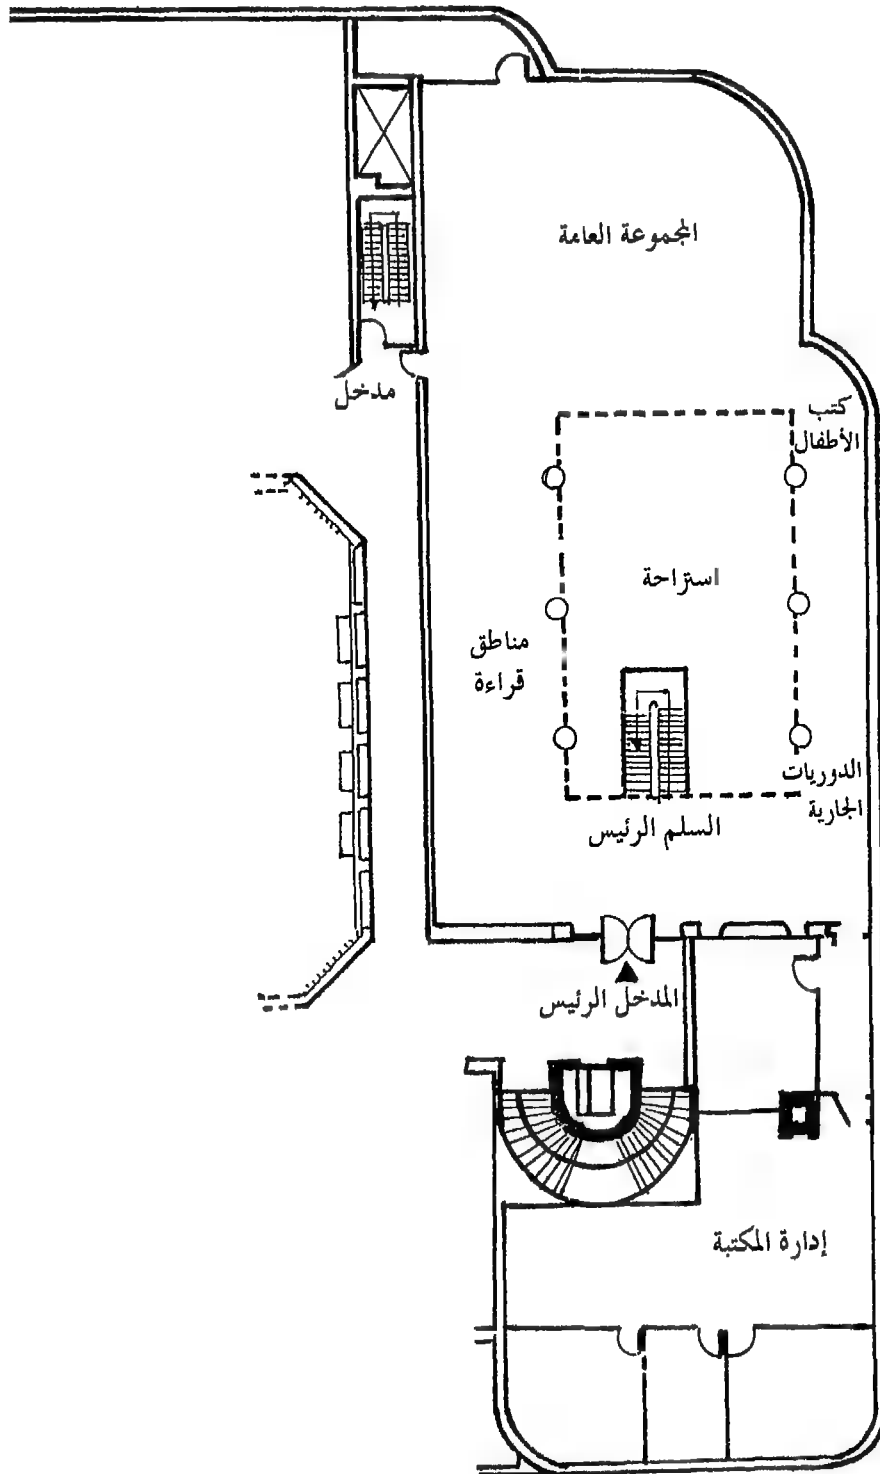 المجموعة العامة
مدخل
كتب
الأطفال
استراحة
مناطق
قراءة
الدوريات
الجارية
السلم الرئيس
المدخل الرئيس
إدارة المكتبة